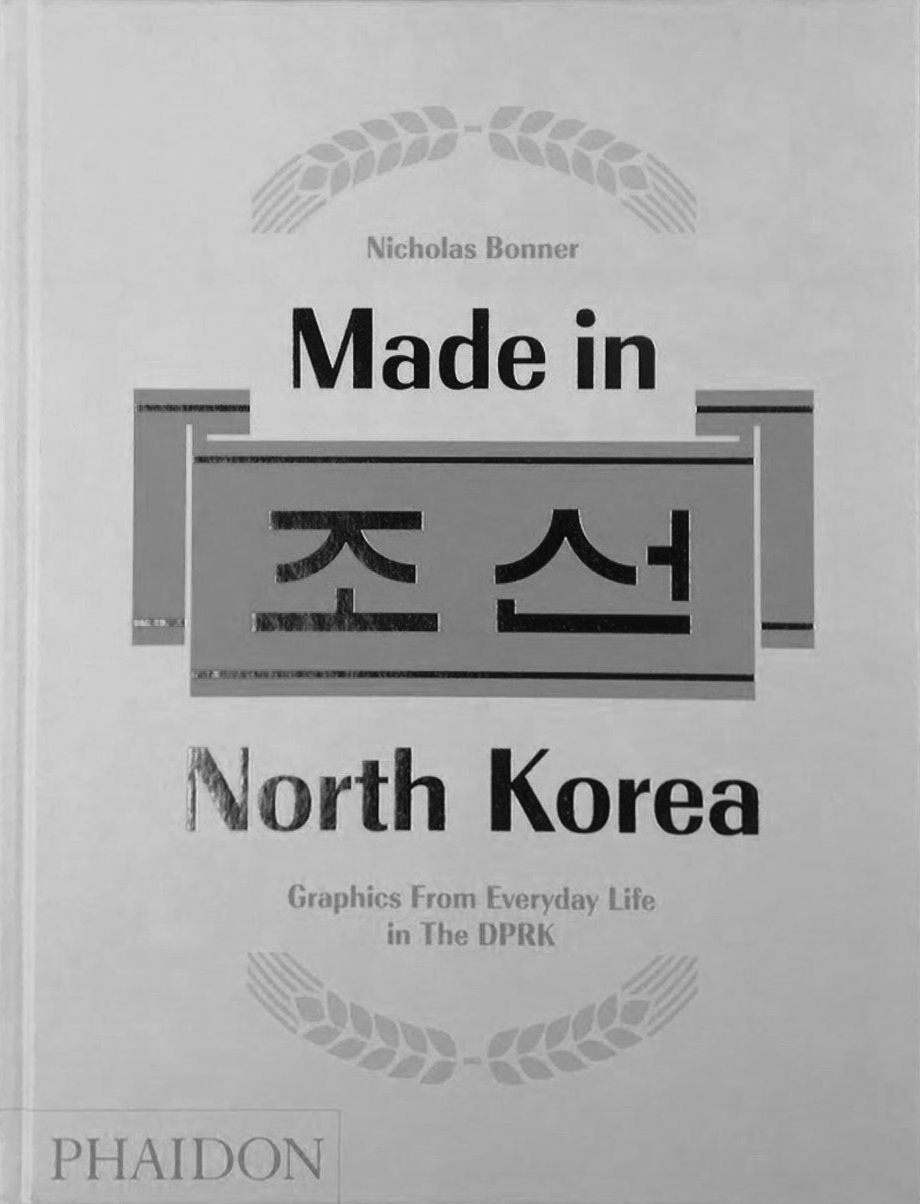 Nicholas Bonner
Made in
조선
North Korea
Graphics From Everyday Life
in The DPRK
PHAIDON